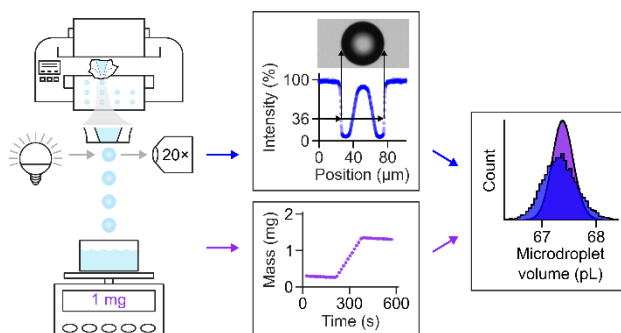 20×
1 mg
Intensity (%)
100
36
0
0
40
80
Position (µm)
Mass (mg)
2
1
0
0
300
600
Time (s)
Count
67
68
Microdroplet
volume (pL)